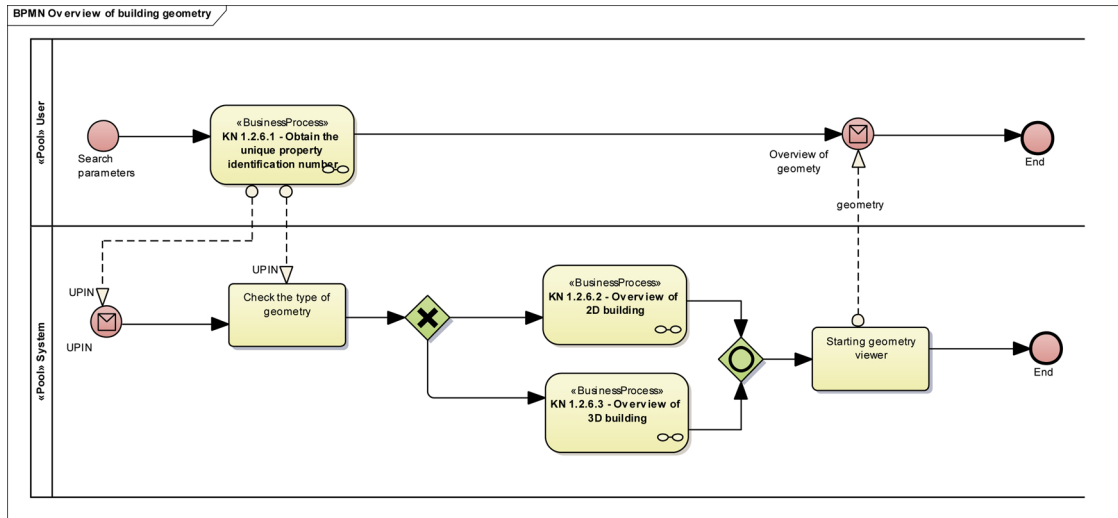 BPMN Overview of building geometry
«Pool» User
Search
parameters
«BusinessProcess»
KN 1.2.6.1 - Obtain the
unique property
identification number
Overview of
geomety
End
geometry
«Pool» System
UPIN
UPIN
UPIN
Check the type of
geometry
«BusinessProcess»
KN 1.2.6.2 - Overview of
2D building
«BusinessProcess»
KN 1.2.6.3 - Overview of
3D building
Starting geometry
viewer
End